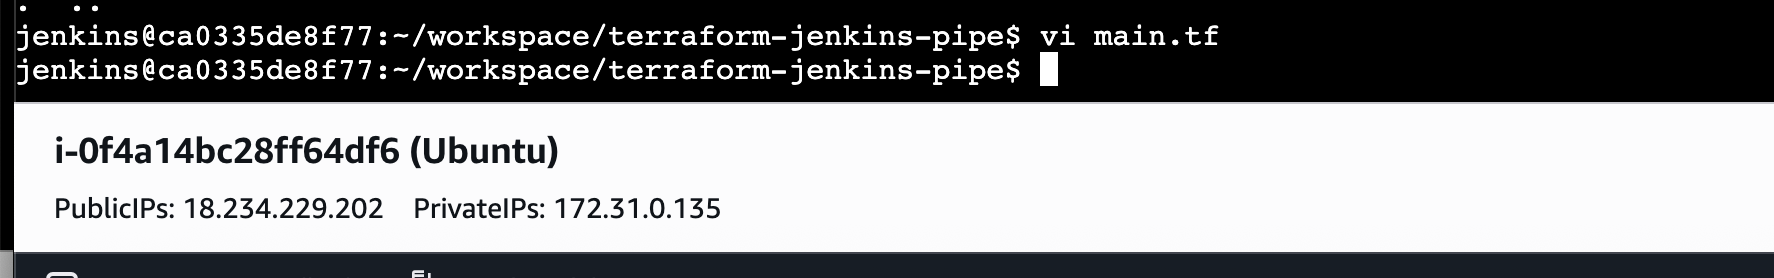 . ..
jenkins@ca0335de8f77:~/workspace/terraform-jenkins-pipe$ vi main.tf
jenkins@ca0335de8f77:~/workspace/terraform-jenkins-pipe$
i-0f4a14bc28ff64df6 (Ubuntu)
PublicIPs: 18.234.229.202 PrivateIPs: 172.31.0.135